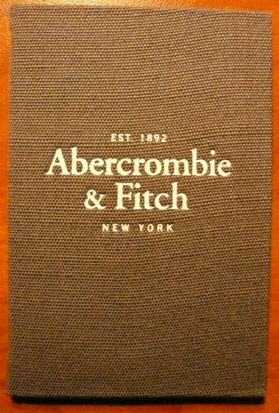 EST. 1892
Abercrombie
& Fitch
NEW YORK